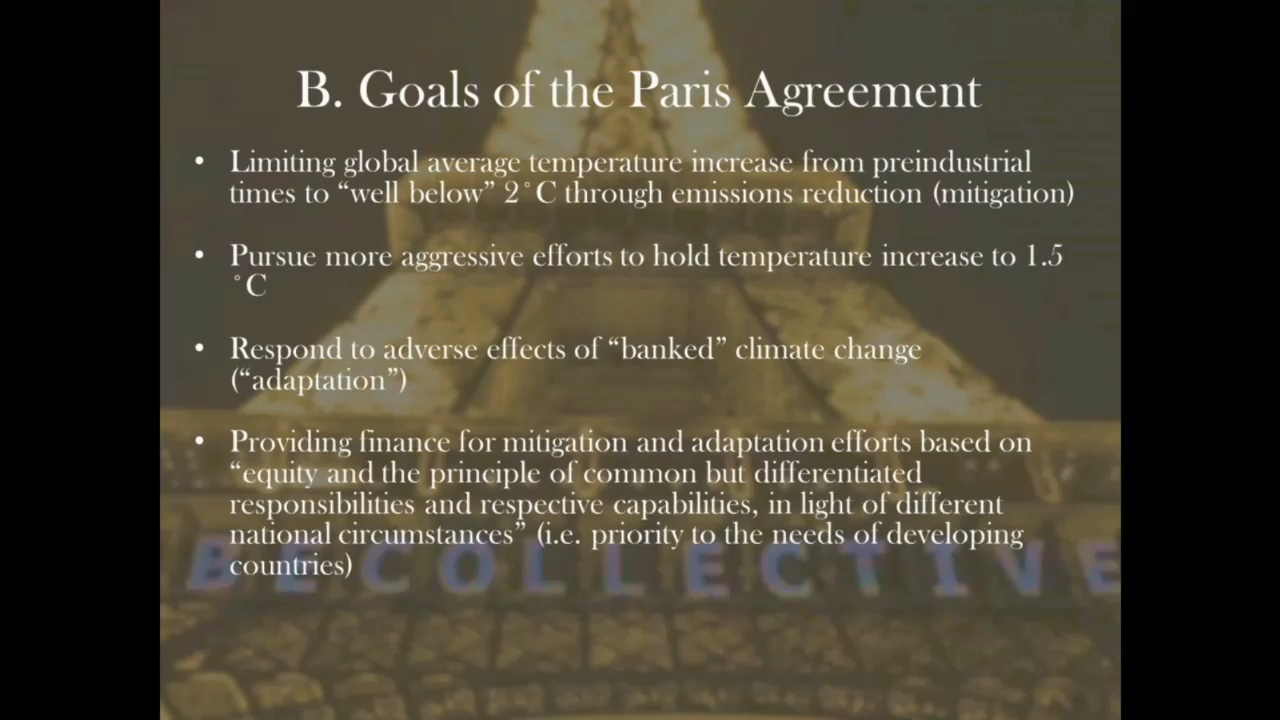 B. Goals of the Paris Agreement
• Limiting global average temperature increase from preindustrial
times to “well below” 2°C through emissions reduction (mitigation)
• Pursue more aggressive efforts to hold temperature increase to 1.5
°C
• Respond to adverse effects of “banked” climate change
(“adaptation”)
• Providing finance for mitigation and adaptation efforts based on
“equity and the principle of common but differentiated
responsibilities and respective capabilities, in light of different
national circumstances” (i.e. priority to the needs of developing
countries)
BECOLLECTIVE